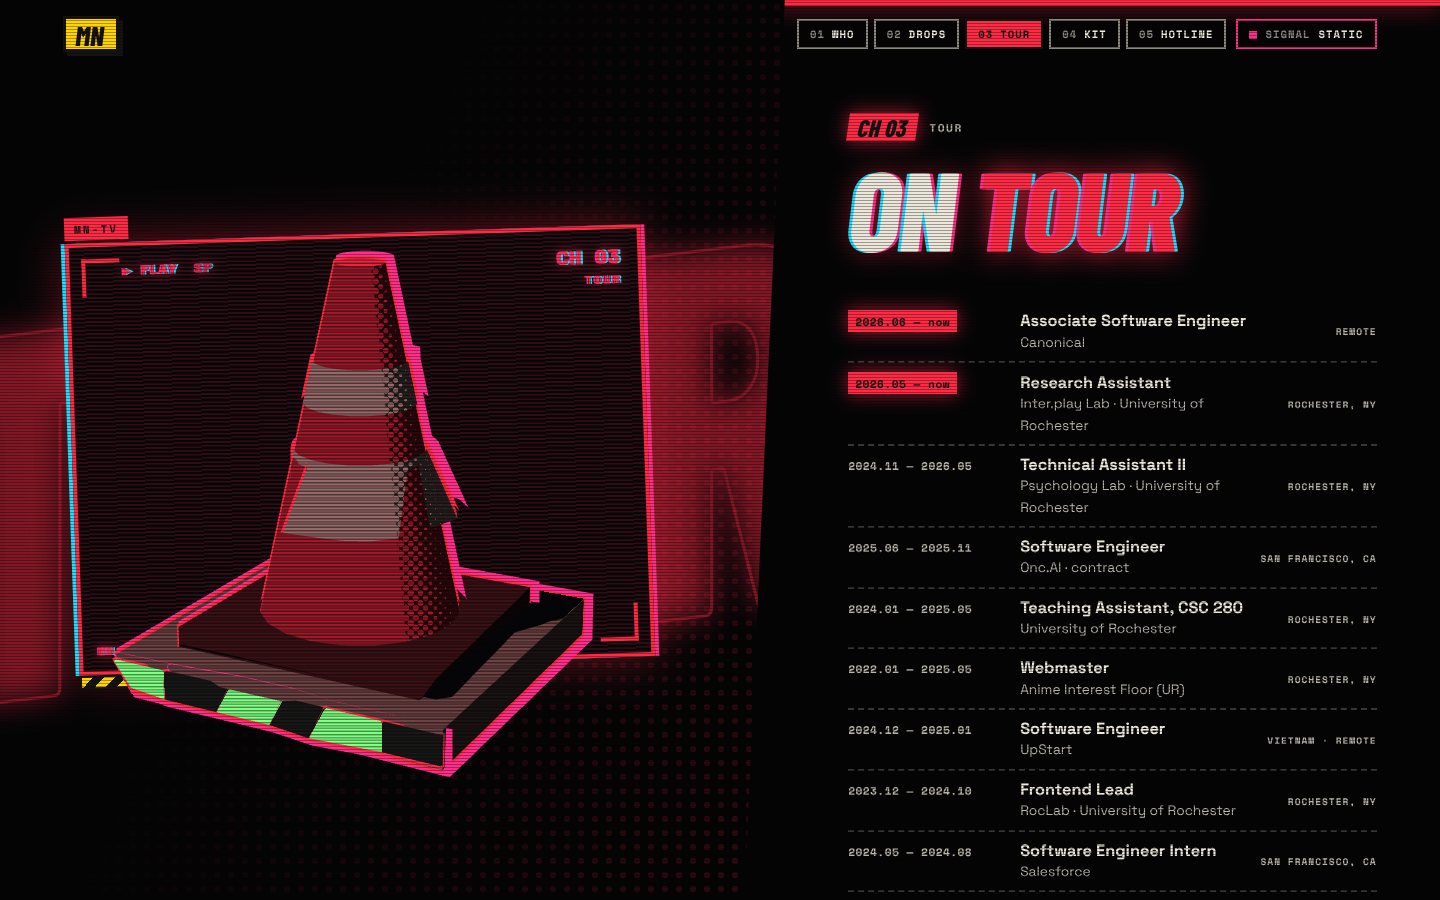 MN
01 WHO
02 DROPS
03 TOUR
04 KIT
05 HOTLINE
SIGNAL STATIC
MN-TV
▶ PLAY SP
CH 03
TOUR
CH 03 TOUR
ON TOUR
2026.06 — now
Associate Software Engineer
Canonical
REMOTE
2026.05 — now
Research Assistant
Inter.play Lab · University of
Rochester
ROCHESTER, NY
2024.11 — 2026.05
Technical Assistant II
Psychology Lab · University of
Rochester
ROCHESTER, NY
2025.06 — 2025.11
Software Engineer
Onc.AI · contract
SAN FRANCISCO, CA
2024.01 — 2025.05
Teaching Assistant, CSC 280
University of Rochester
ROCHESTER, NY
2022.01 — 2025.05
Webmaster
Anime Interest Floor (UR)
ROCHESTER, NY
2024.12 — 2025.01
Software Engineer
UpStart
VIETNAM · REMOTE
2023.12 — 2024.10
Frontend Lead
RocLab · University of Rochester
ROCHESTER, NY
2024.05 — 2024.08
Software Engineer Intern
Salesforce
SAN FRANCISCO, CA